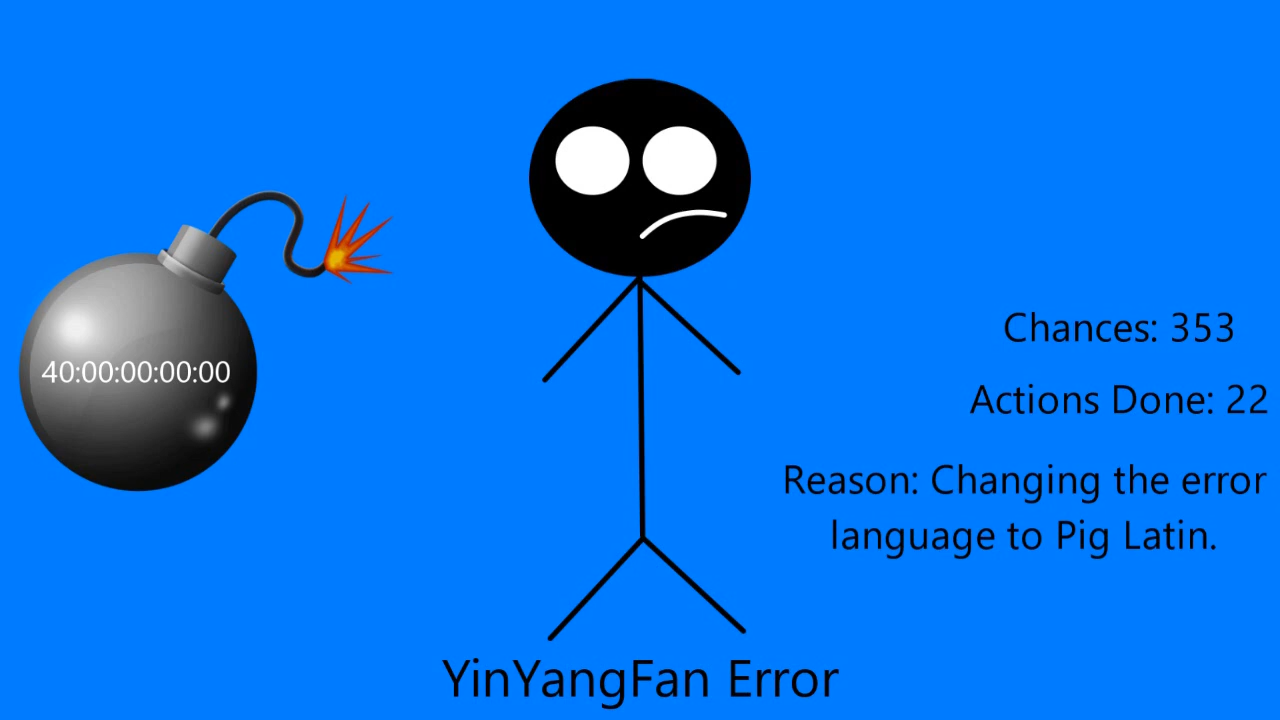 40:00:00:00:00
Chances: 353
Actions Done: 22
Reason: Changing the error
language to Pig Latin.
YinYangFan Error